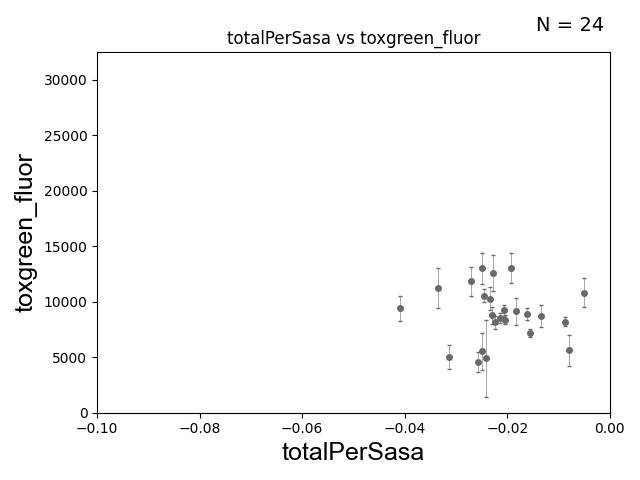 N = 24
totalPerSasa vs toxgreen_fluor
30000
25000
20000
15000
10000
5000
0
toxgreen_fluor
−0.10 −0.08 −0.06 −0.04 −0.02 0.00
totalPerSasa